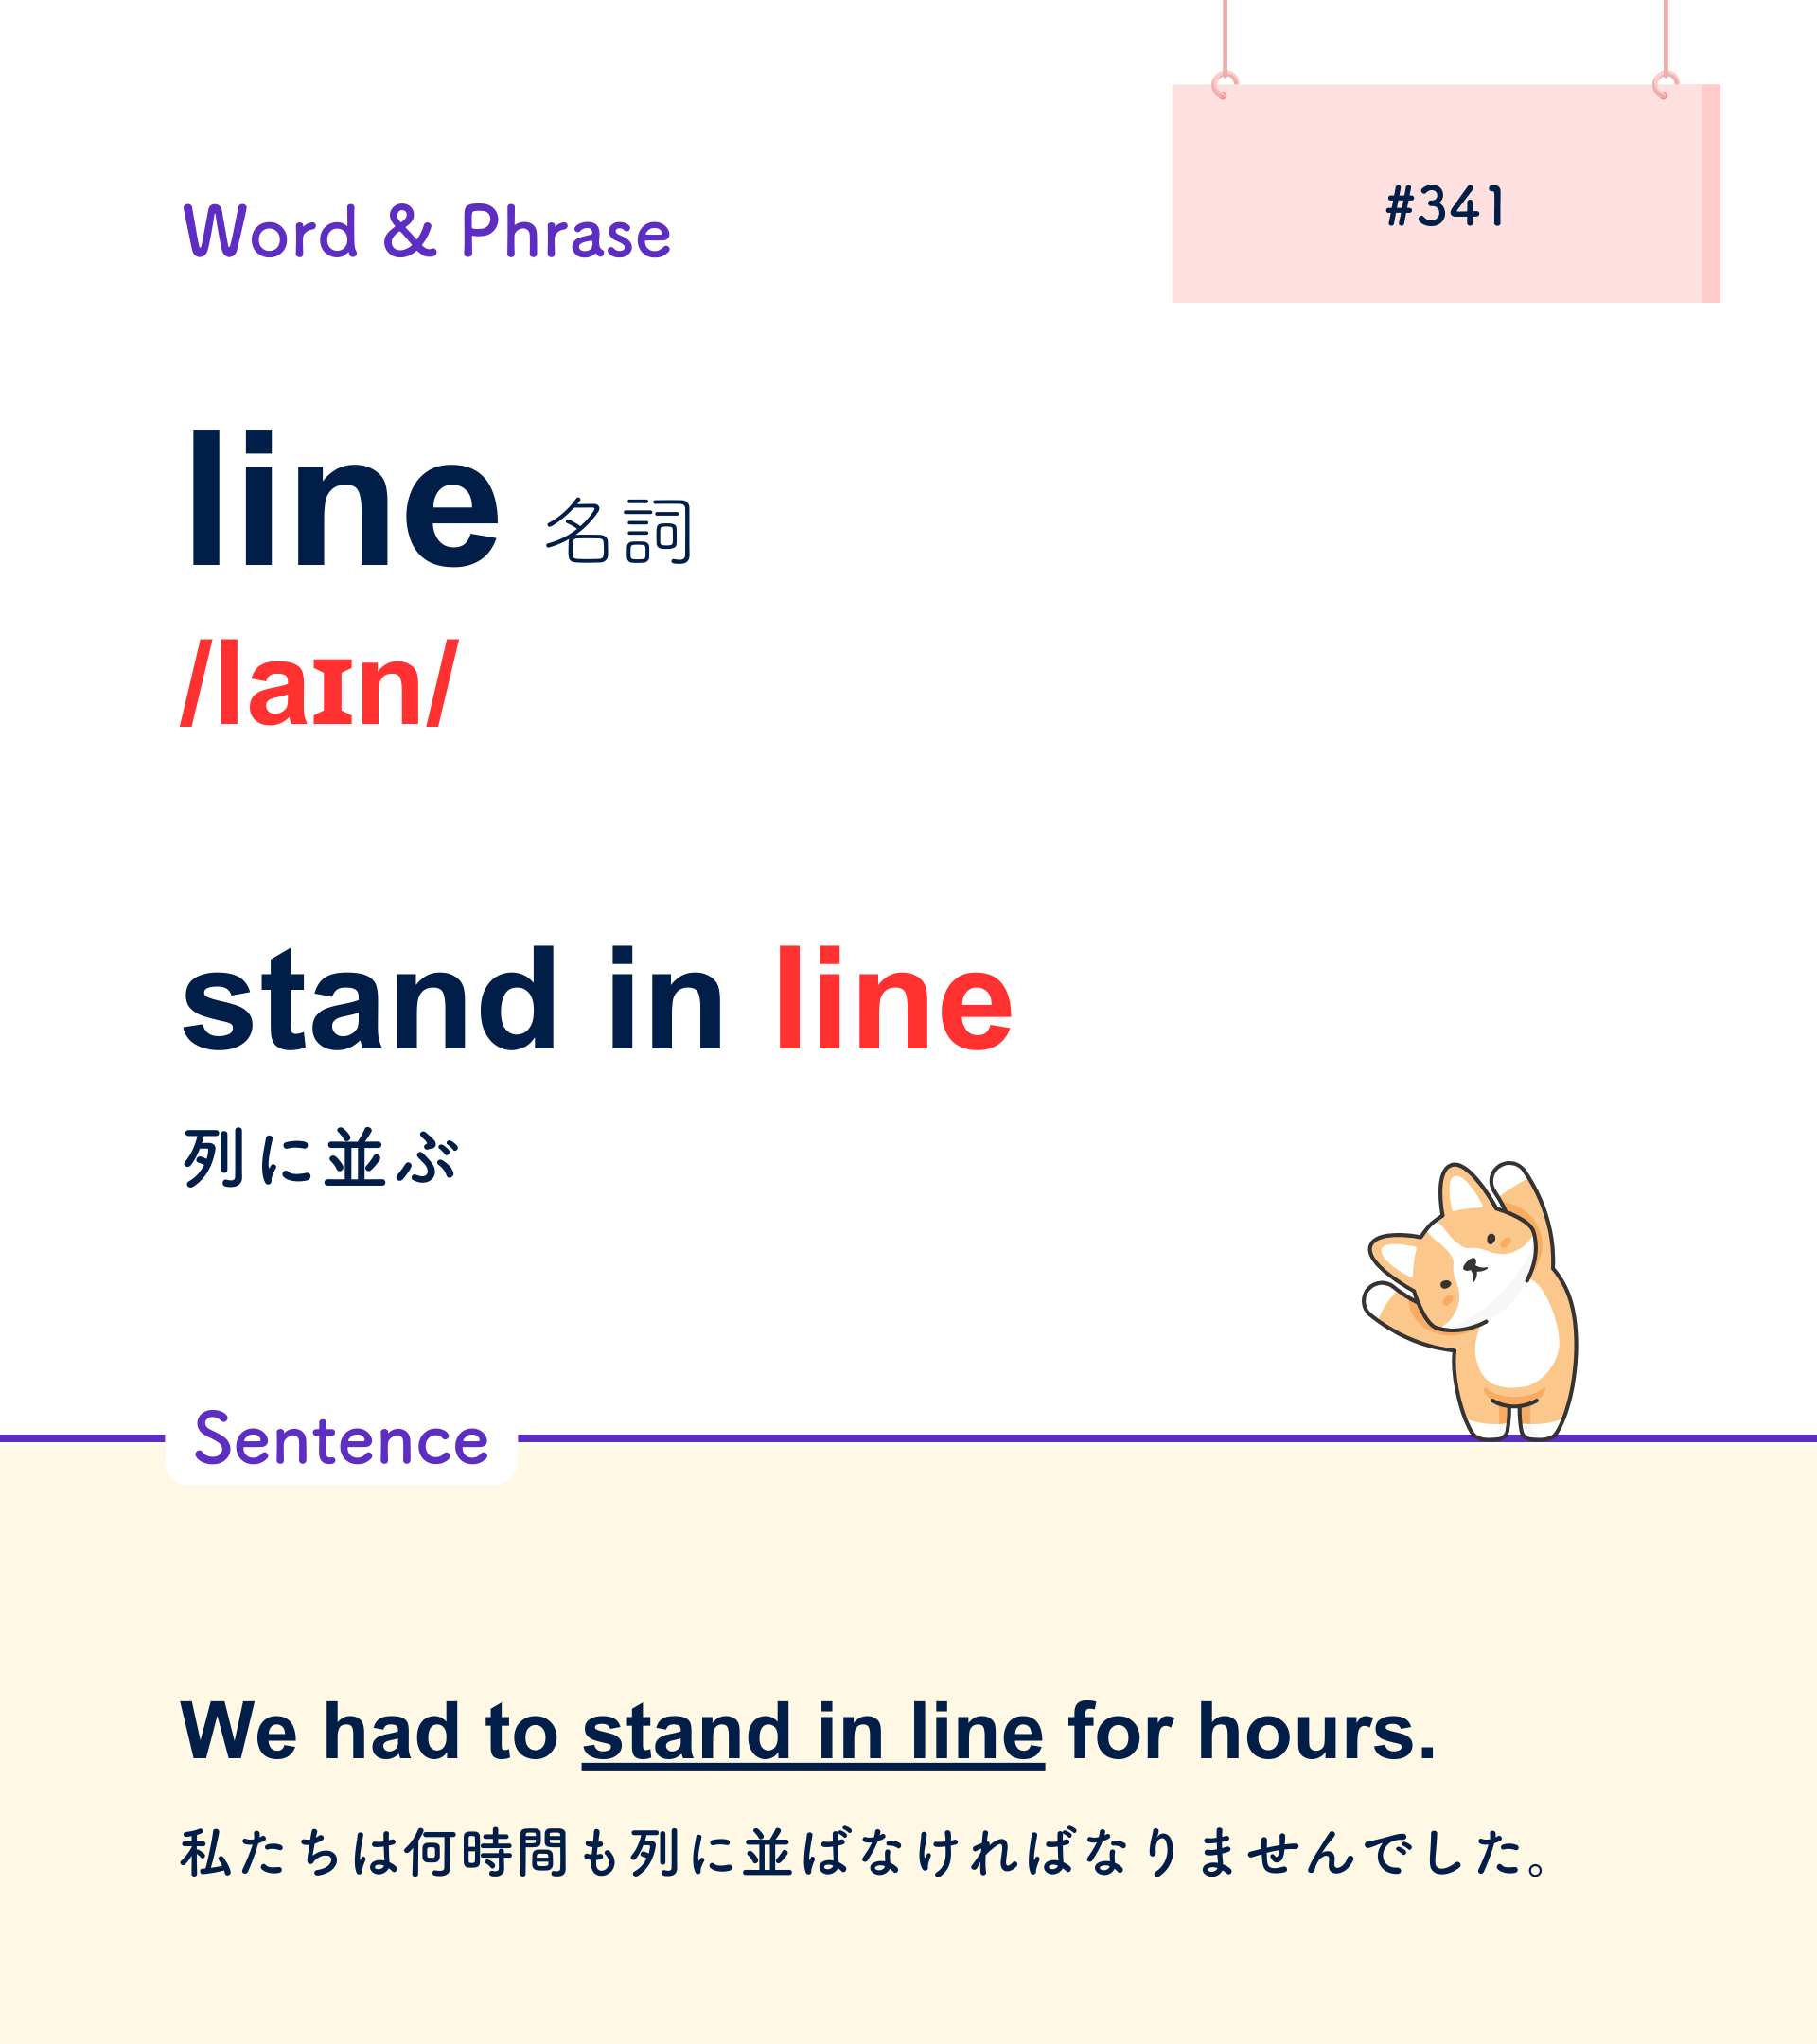 #341
Word & Phrase
line 名詞
/laɪn/
stand in line
列に並ぶ
Sentence
We had to stand in line for hours.
私たちは何時間も列に並ばなければなりませんでした。